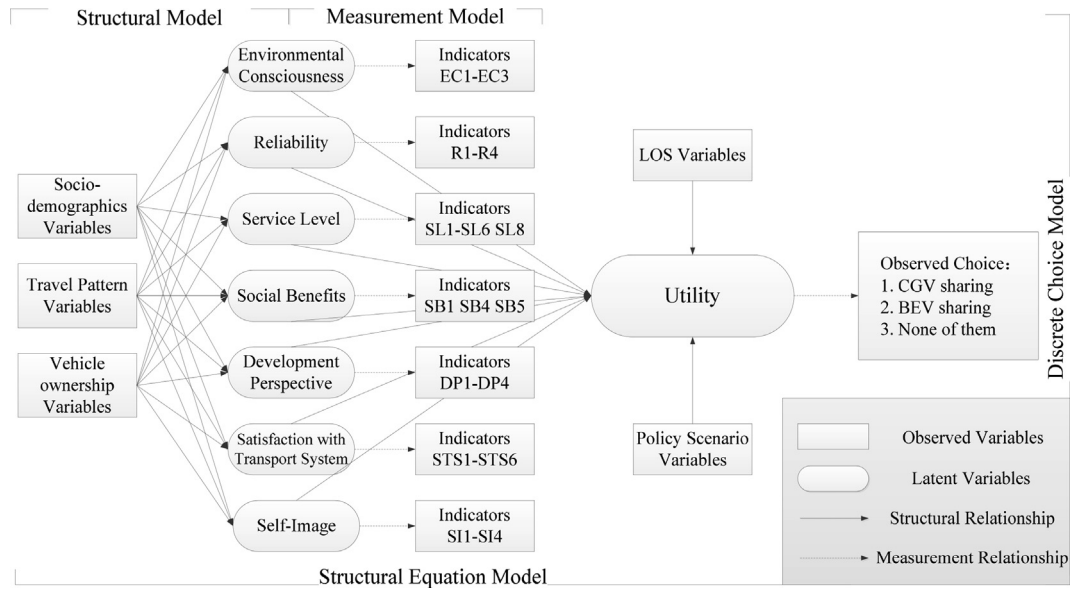 Structural Model
Measurement Model
Environmental
Consciousness
Indicators
EC1-EC3
Reliability
Indicators
R1-R4
LOS Variables
Socio-
demographics
Variables
Service Level
Indicators
SL1-SL6 SL8
Travel Pattern
Variables
Social Benefits
Indicators
SB1 SB4 SB5
Utility
Observed Choice:
1. CGV sharing
2. BEV sharing
3. None of them
Discrete Choice Model
Vehicle
ownership
Variables
Development
Perspective
Indicators
DP1-DP4
Satisfaction with
Transport System
Indicators
STS1-STS6
Policy Scenario
Variables
Self-Image
Indicators
SI1-SI4
Observed Variables
Latent Variables
Structural Relationship
Measurement Relationship
Structural Equation Model